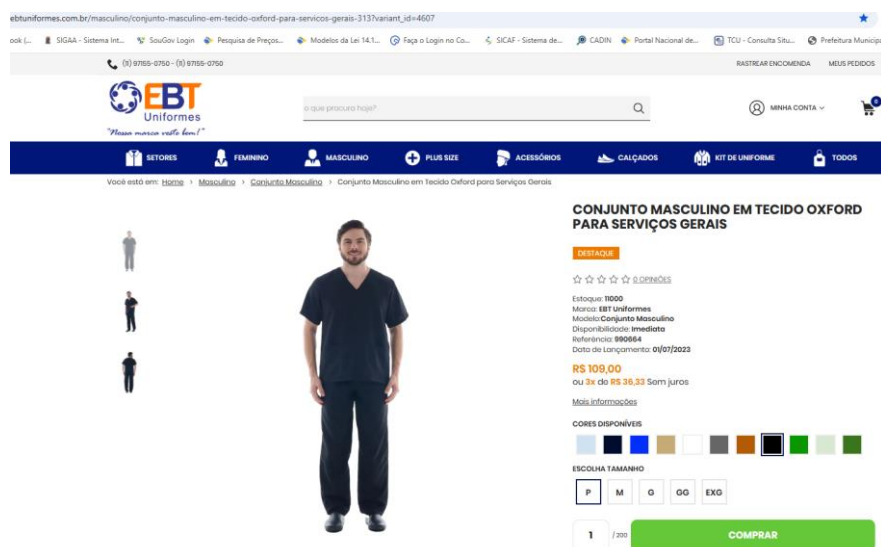 ebtuniformes.com.br/masculino/conjunto-masculino-em-tecido-oxford-para-servicos-gerais-313?variant_id=4607
ook (... SIGAA - Sistema Int... SouGov Login Pesquisa de Preços... Modelos da Lei 14.1... Faça o Login no Co... SICAF - Sistema de... CADIN Portal Nacional de... TCU - Consulta Situ... Prefeitura Municipa
(11) 97155-0750 - (11) 97155-0750 RASTREAR ENCOMENDA MEUS PEDIDOS
EBT
Uniformes
"Nossa marca veste bem!"
o que procura hoje?
MINHA CONTA
0
SETORES FEMININO MASCULINO PLUS SIZE ACESSÓRIOS CALÇADOS KIT DE UNIFORME TODOS
Você está em: Home > Masculino > Conjunto Masculino > Conjunto Masculino em Tecido Oxford para Serviços Gerais
CONJUNTO MASCULINO EM TECIDO OXFORD
PARA SERVIÇOS GERAIS
DESTAQUE
0 OPINIÕES
Estoque: 11000
Marca: EBT Uniformes
Modelo: Conjunto Masculino
Disponibilidade: Imediata
Referência: 990664
Data de Lançamento: 01/07/2023
R$ 109,00
ou 3x de R$ 36,33 Sem juros
Mais informações
CORES DISPONÍVEIS
ESCOLHA TAMANHO
P M G GG EXG
1 /200 COMPRAR